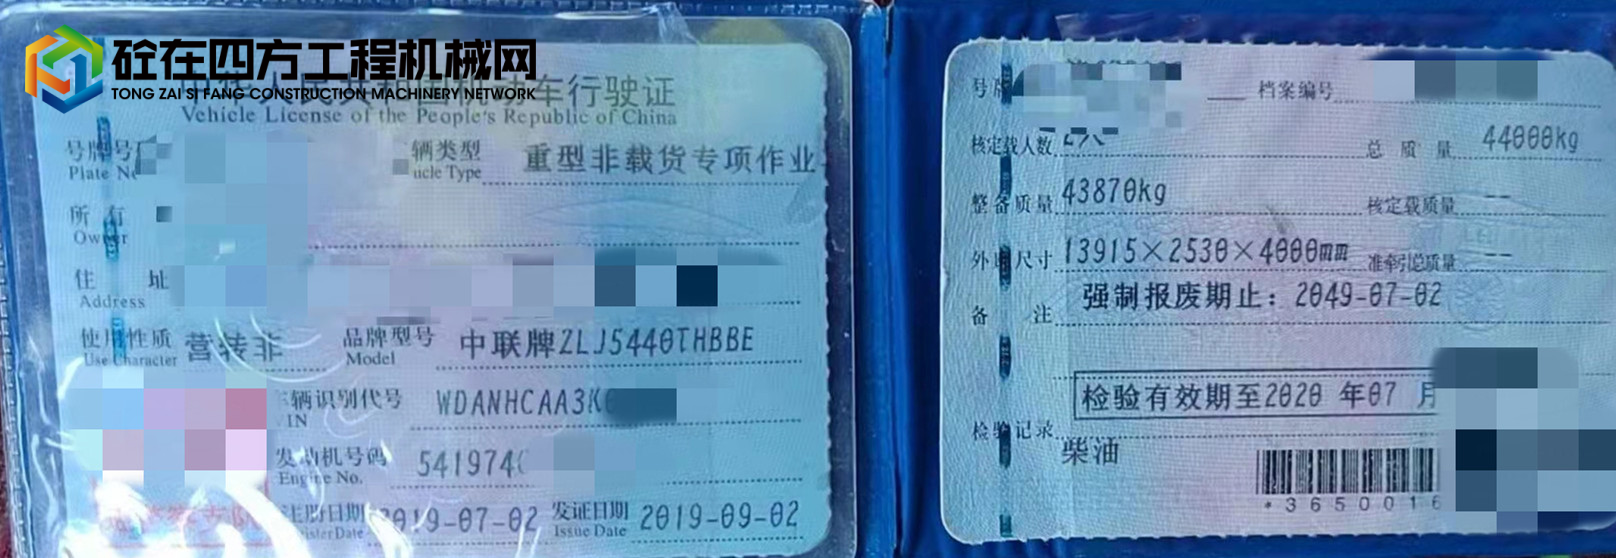 砼在四方工程机械网
TONG ZAI SI FANG CONSTRUCTION MACHINERY NETWORK
车行驶证
Vehicle License of the People's Republic of China
号牌号
Plate
辆类型
Type
重型非载货专项作业
所 有
Owner
住 址
Address
使用性质
Use Character
营转非
品牌型号
Model
中联牌ZLJ5440THBBE
辆识别代号
IN
WDANHCAA3K
发动机号码
Engine No.
541974
注册日期
2019-07-02
发证日期
Issue Date
2019-09-02
号牌
档案编号
核定载人数
总 质 量
44000kg
整备质量
43870kg
核定载质量
--
外 尺寸
13915×2530×4000mm
准牵引总质量
--
备 注
强制报废期止：2049-07-02
检验有效期至2020 年07 月
检验记录
柴油
*3650016